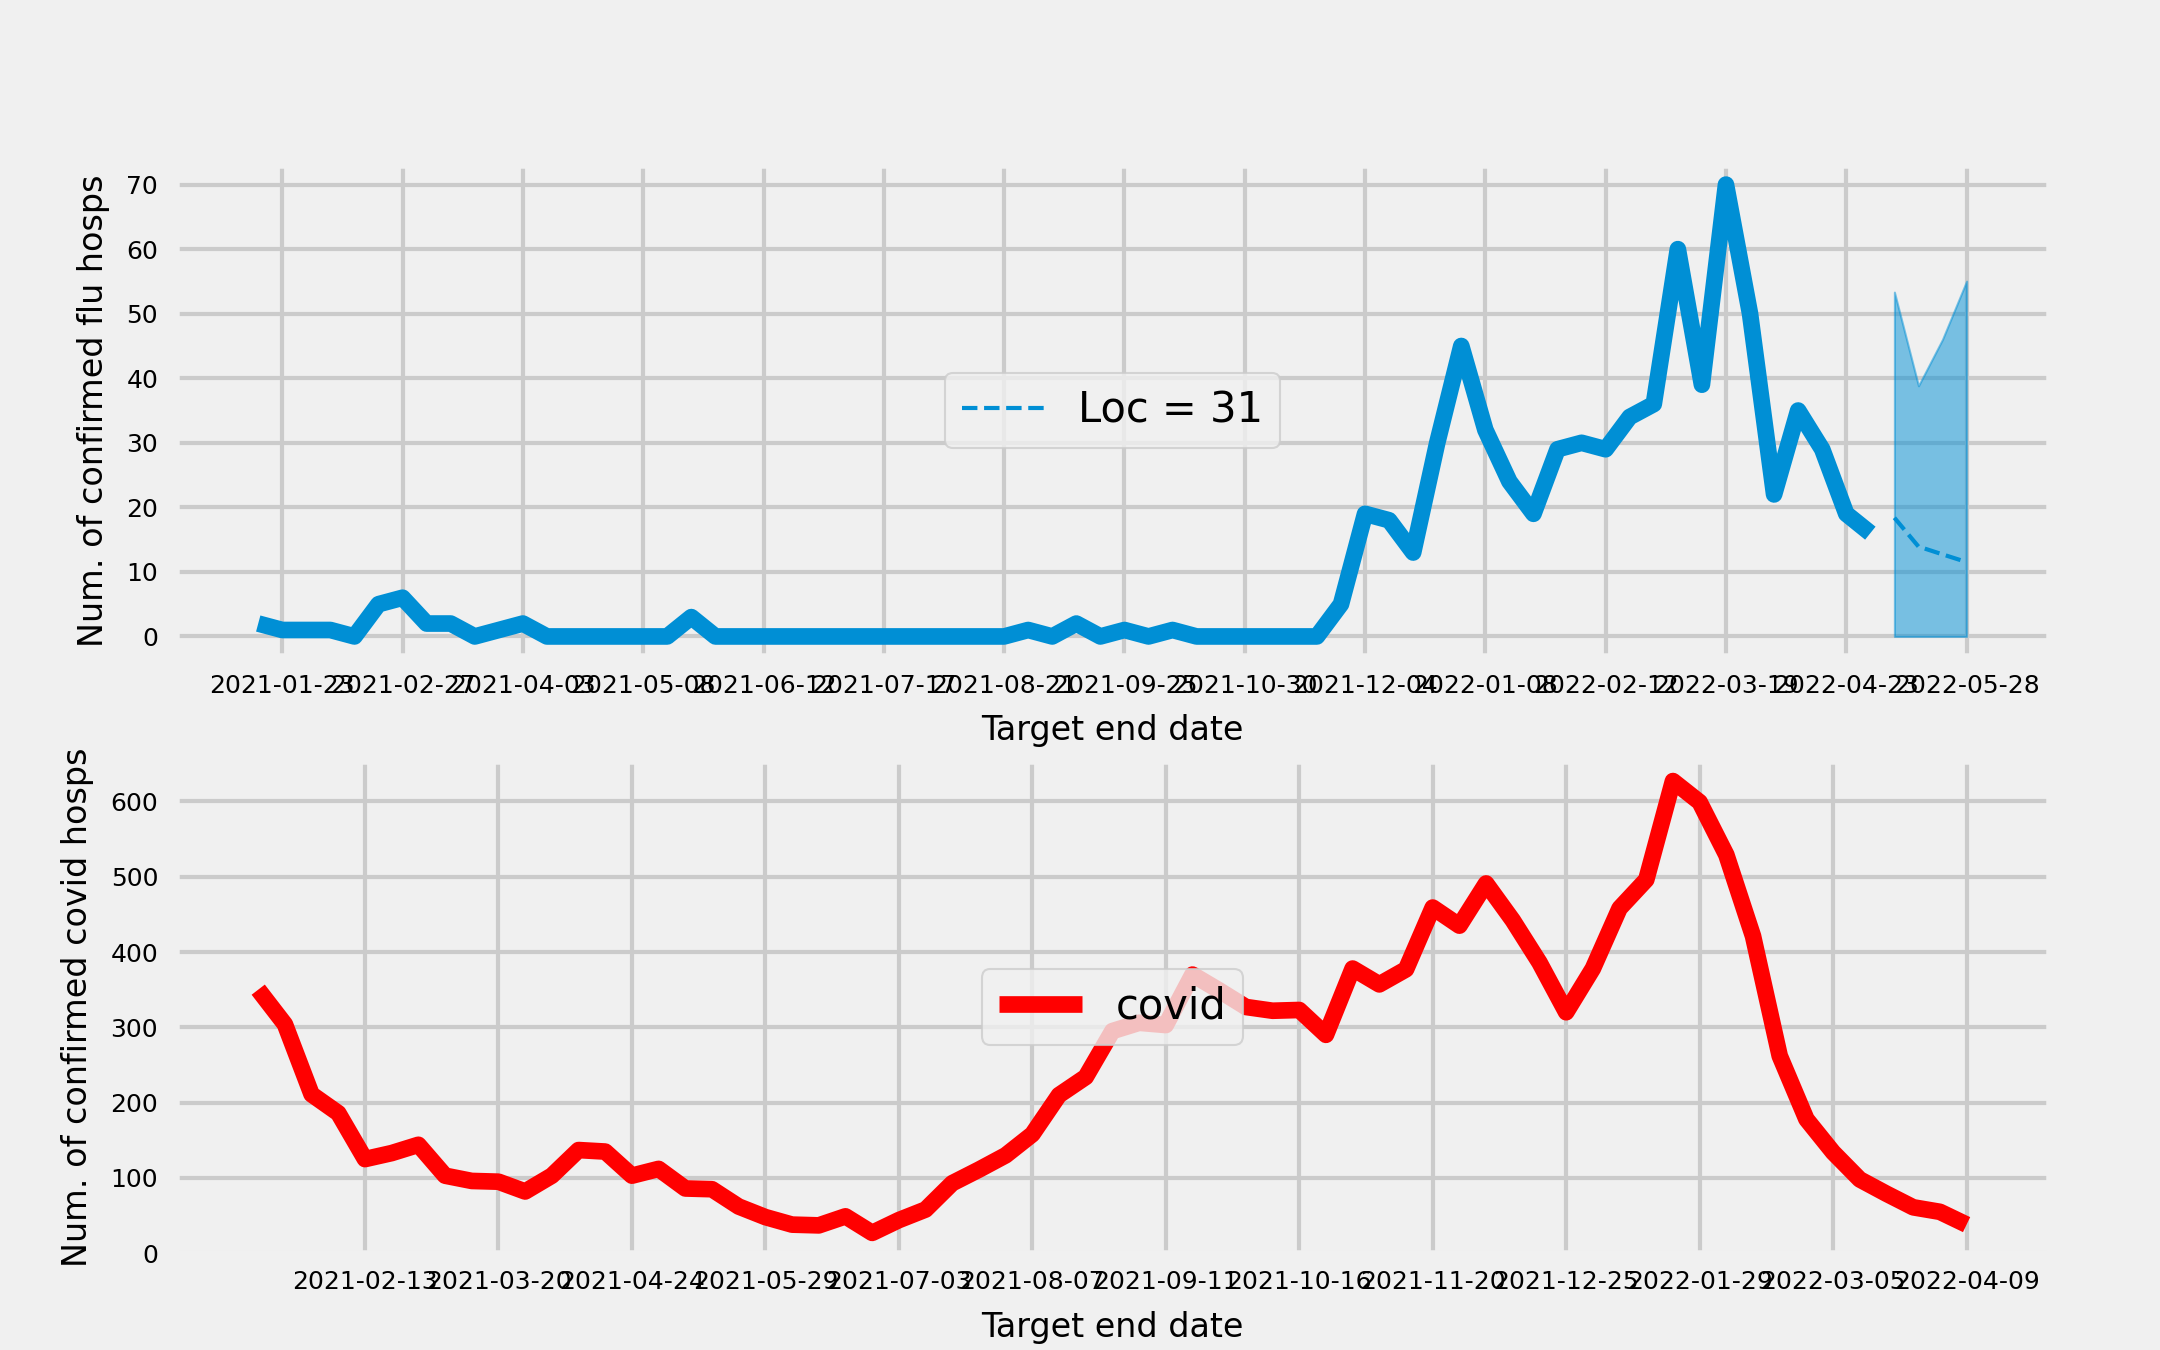 Num. of confirmed flu hosps
70
60
50
40
30
20
10
0
Loc = 31
2021-01-23 2021-02-27 2021-04-03 2021-05-08 2021-06-12 2021-07-17 2021-08-21 2021-09-25 2021-10-30 2021-12-04 2022-01-08 2022-02-12 2022-03-19 2022-04-23 2022-05-28
Target end date
Num. of confirmed covid hosps
600
500
400
300
200
100
0
covid
2021-02-13 2021-03-20 2021-04-24 2021-05-29 2021-07-03 2021-08-07 2021-09-11 2021-10-16 2021-11-20 2021-12-25 2022-01-29 2022-03-05 2022-04-09
Target end date